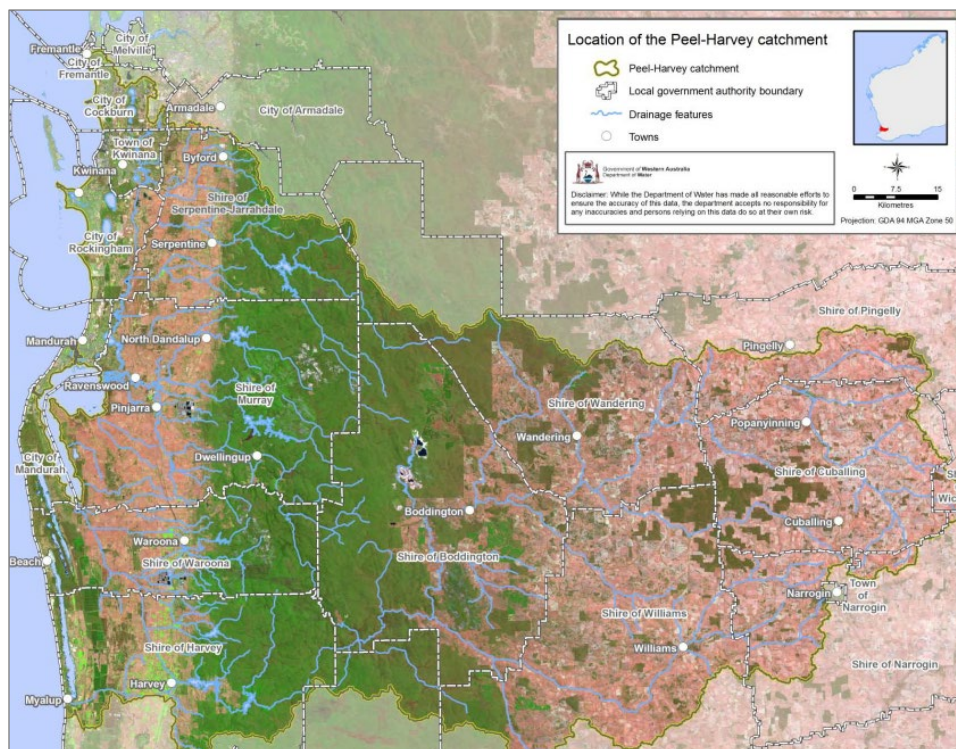 Location of the Peel-Harvey catchment
Peel-Harvey catchment
Local government authority boundary
Drainage features
Towns
Government of Western Australia
Department of Water
Disclaimer: While the Department of Water has made all reasonable efforts to
ensure the accuracy of this data, the department accepts no responsibility for
any inaccuracies and persons relying on this data do so at their own risk.
0 7.5 15
Kilometres
Projection: GDA 94 MGA Zone 50
Fremantle
City of
Melville
City of
Fremantle
City of
Cockburn
Armadale
City of Armadale
Town of
Kwinana
Byford
Kwinana
Shire of
Serpentine-Jarrahdale
City of
Rockingham
Serpentine
Shire of Pingelly
Mandurah
North Dandalup
Pingelly
Ravenswood
Shire of
Murray
Pinjarra
Shire of Wandering
Wandering
Popanyinning
City of
Mandurah
Dwellingup
Shire of Cuballing
Sh
Wic
Boddington
Cuballing
Waroona
Beach
Shire of Waroona
Shire of Boddington
Narrogin
Town
of
Narrogin
Shire of Williams
Shire of Harvey
Williams
Shire of Narrogin
Harvey
Myalup